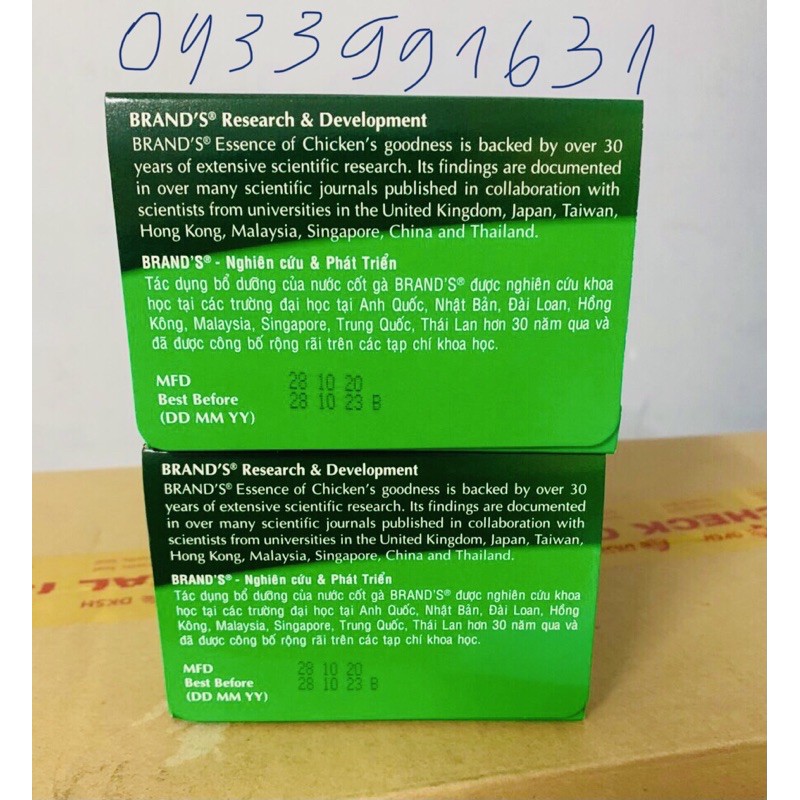 0933991631
BRAND'S® Research & Development
BRAND'S® Essence of Chicken's goodness is backed by over 30
years of extensive scientific research. Its findings are documented
in over many scientific journals published in collaboration with
scientists from universities in the United Kingdom, Japan, Taiwan,
Hong Kong, Malaysia, Singapore, China and Thailand.
BRAND'S® - Nghiên cứu & Phát Triển
Tác dụng bổ dưỡng của nước cốt gà BRAND'S® được nghiên cứu khoa
học tại các trường đại học tại Anh Quốc, Nhật Bản, Đài Loan, Hồng
Kông, Malaysia, Singapore, Trung Quốc, Thái Lan hơn 30 năm qua và
đã được công bố rộng rãi trên các tạp chí khoa học.
MFD 28 10 20
Best Before 28 10 23 B
(DD MM YY)
BRAND'S® Research & Development
BRAND'S® Essence of Chicken's goodness is backed by over 30
years of extensive scientific research. Its findings are documented
in over many scientific journals published in collaboration with
scientists from universities in the United Kingdom, Japan, Taiwan,
Hong Kong, Malaysia, Singapore, China and Thailand.
BRAND'S® - Nghiên cứu & Phát Triển
Tác dụng bổ dưỡng của nước cốt gà BRAND'S® được nghiên cứu khoa
học tại các trường đại học tại Anh Quốc, Nhật Bản, Đài Loan, Hồng
Kông, Malaysia, Singapore, Trung Quốc, Thái Lan hơn 30 năm qua và
đã được công bố rộng rãi trên các tạp chí khoa học.
MFD 28 10 20
Best Before 28 10 23 B
(DD MM YY)
CHECK
DKSH